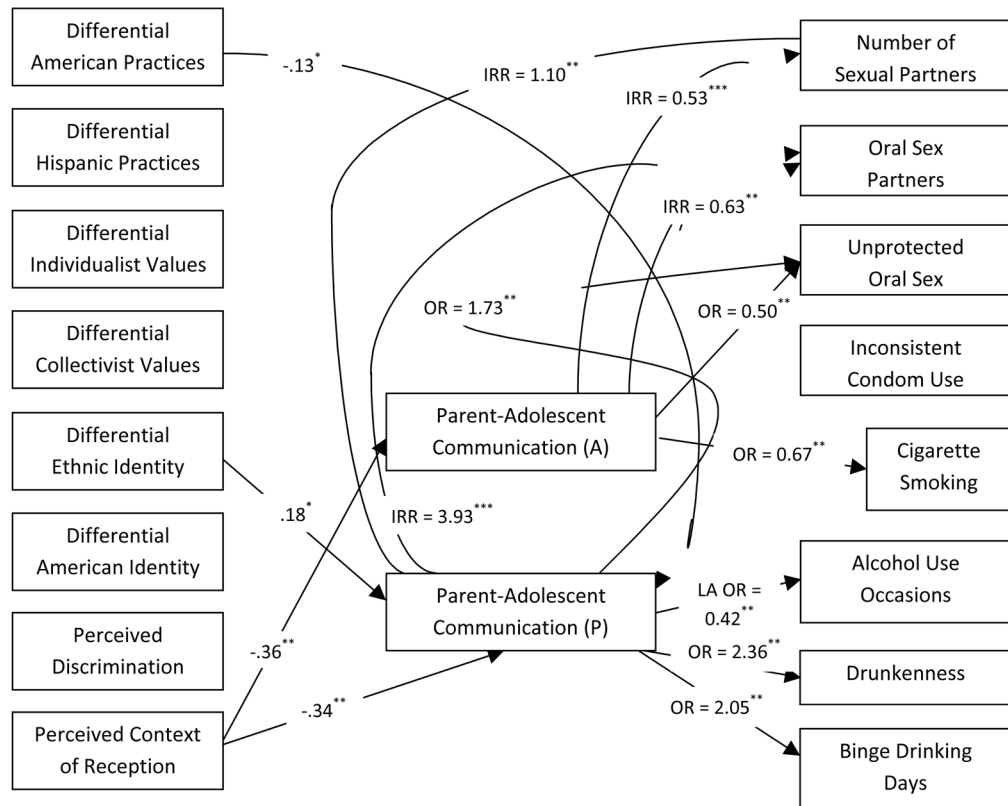 Differential
American Practices
Differential
Hispanic Practices
Differential
Individualist Values
Differential
Collectivist Values
Differential
Ethnic Identity
Differential
American Identity
Perceived
Discrimination
Perceived Context
of Reception
-.13*
IRR = 1.10**
IRR = 0.53***
IRR = 0.63**
OR = 1.73**
OR = 0.50**
Parent-Adolescent
Communication (A)
OR = 0.67**
.18*
IRR = 3.93***
Parent-Adolescent
Communication (P)
LA OR =
0.42**
-.36**
OR = 2.36**
-.34**
OR = 2.05**
Number of
Sexual Partners
Oral Sex
Partners
Unprotected
Oral Sex
Inconsistent
Condom Use
Cigarette
Smoking
Alcohol Use
Occasions
Drunkenness
Binge Drinking
Days